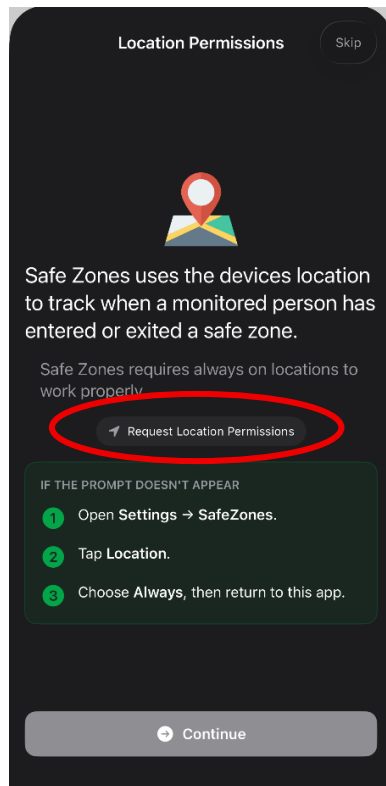 Location Permissions
Skip
Safe Zones uses the devices location
to track when a monitored person has
entered or exited a safe zone.
Safe Zones requires always on locations to
work properly
Request Location Permissions
IF THE PROMPT DOESN'T APPEAR
1 Open Settings → SafeZones.
2 Tap Location.
3 Choose Always, then return to this app.
Continue